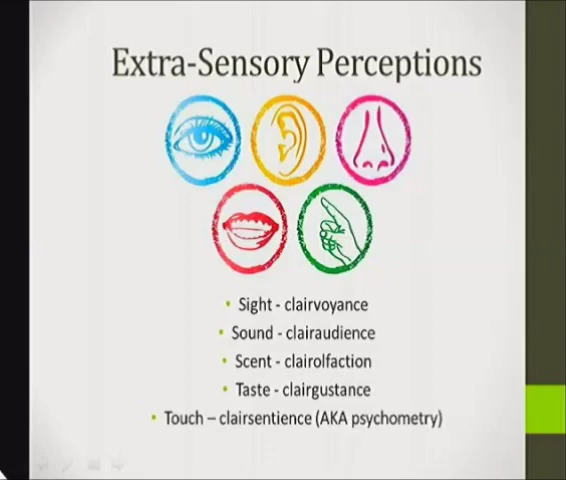 Extra-Sensory Perceptions
• Sight - clairvoyance
• Sound - clairaudience
• Scent - clairolfaction
• Taste - clairgustance
• Touch – clairsentience (AKA psychometry)